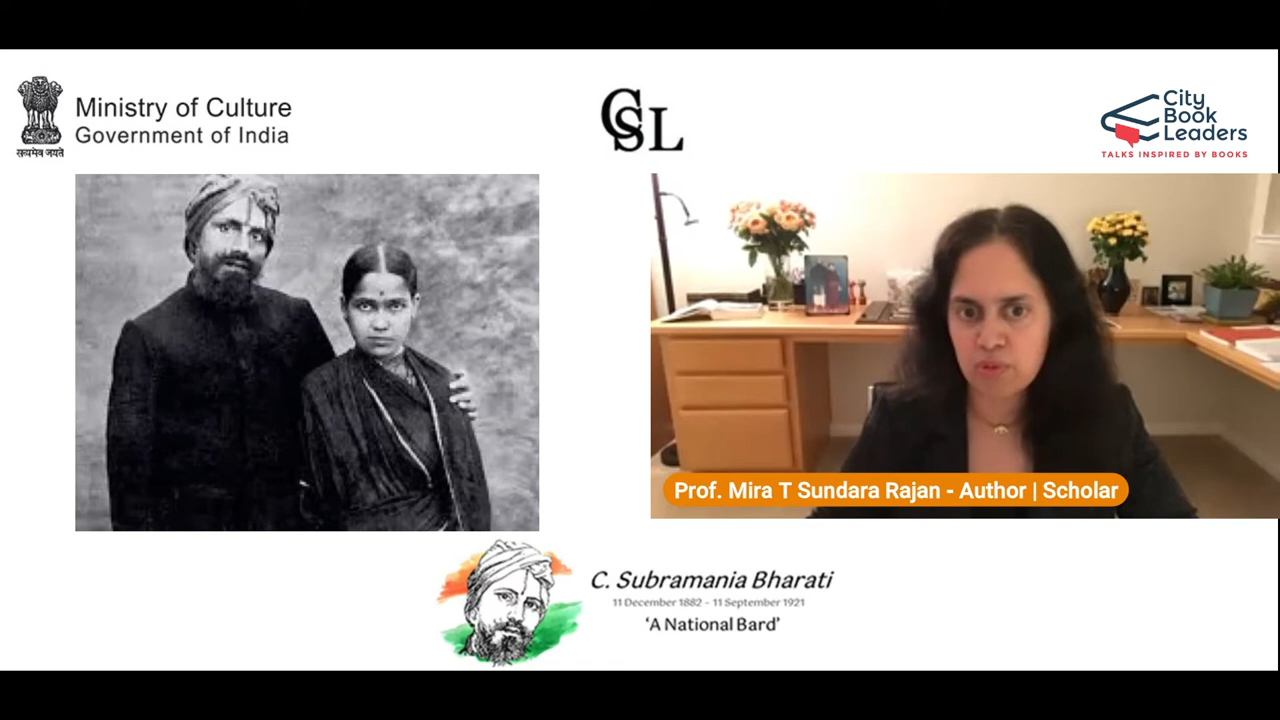 Ministry of Culture
Government of India
सत्यमेव जयते
CSL
City
Book
Leaders
TALKS INSPIRED BY BOOKS
Prof. Mira T Sundara Rajan - Author | Scholar
C. Subramania Bharati
11 December 1882 - 11 September 1921
'A National Bard'